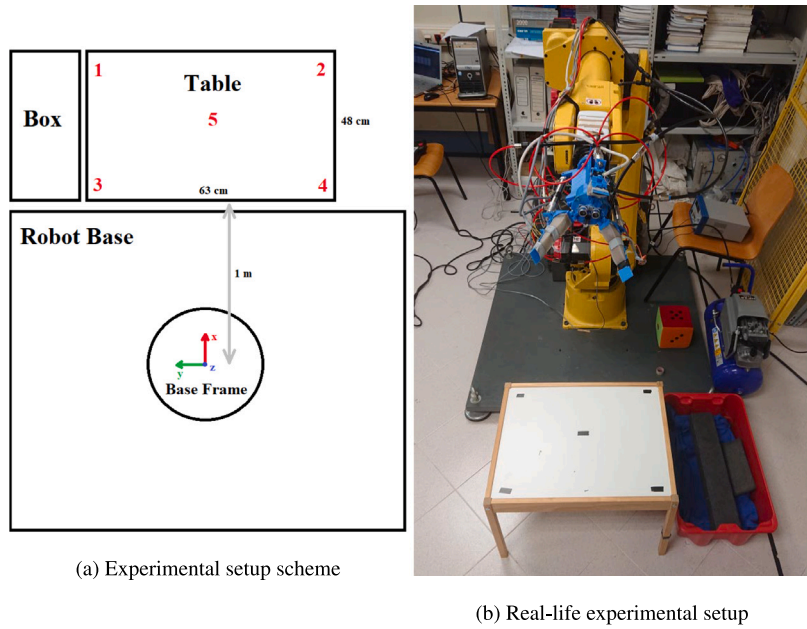 1
2
Table
Box
5
48 cm
3
63 cm
4
Robot Base
1 m
x
y
z
Base Frame
(a) Experimental setup scheme
(b) Real-life experimental setup